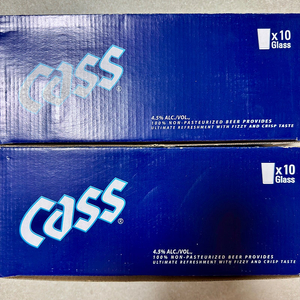 x10
Glass
Cass
4.5% ALC./VOL.,
100% NON-PASTEURIZED BEER PROVIDES
ULTIMATE REFRESHMENT WITH FIZZY AND CRISP TASTE
x10
Glass
Cass®
4.5% ALC./VOL.,
100% NON-PASTEURIZED BEER PROVIDES
ULTIMATE REFRESHMENT WITH FIZZY AND CRISP TASTE